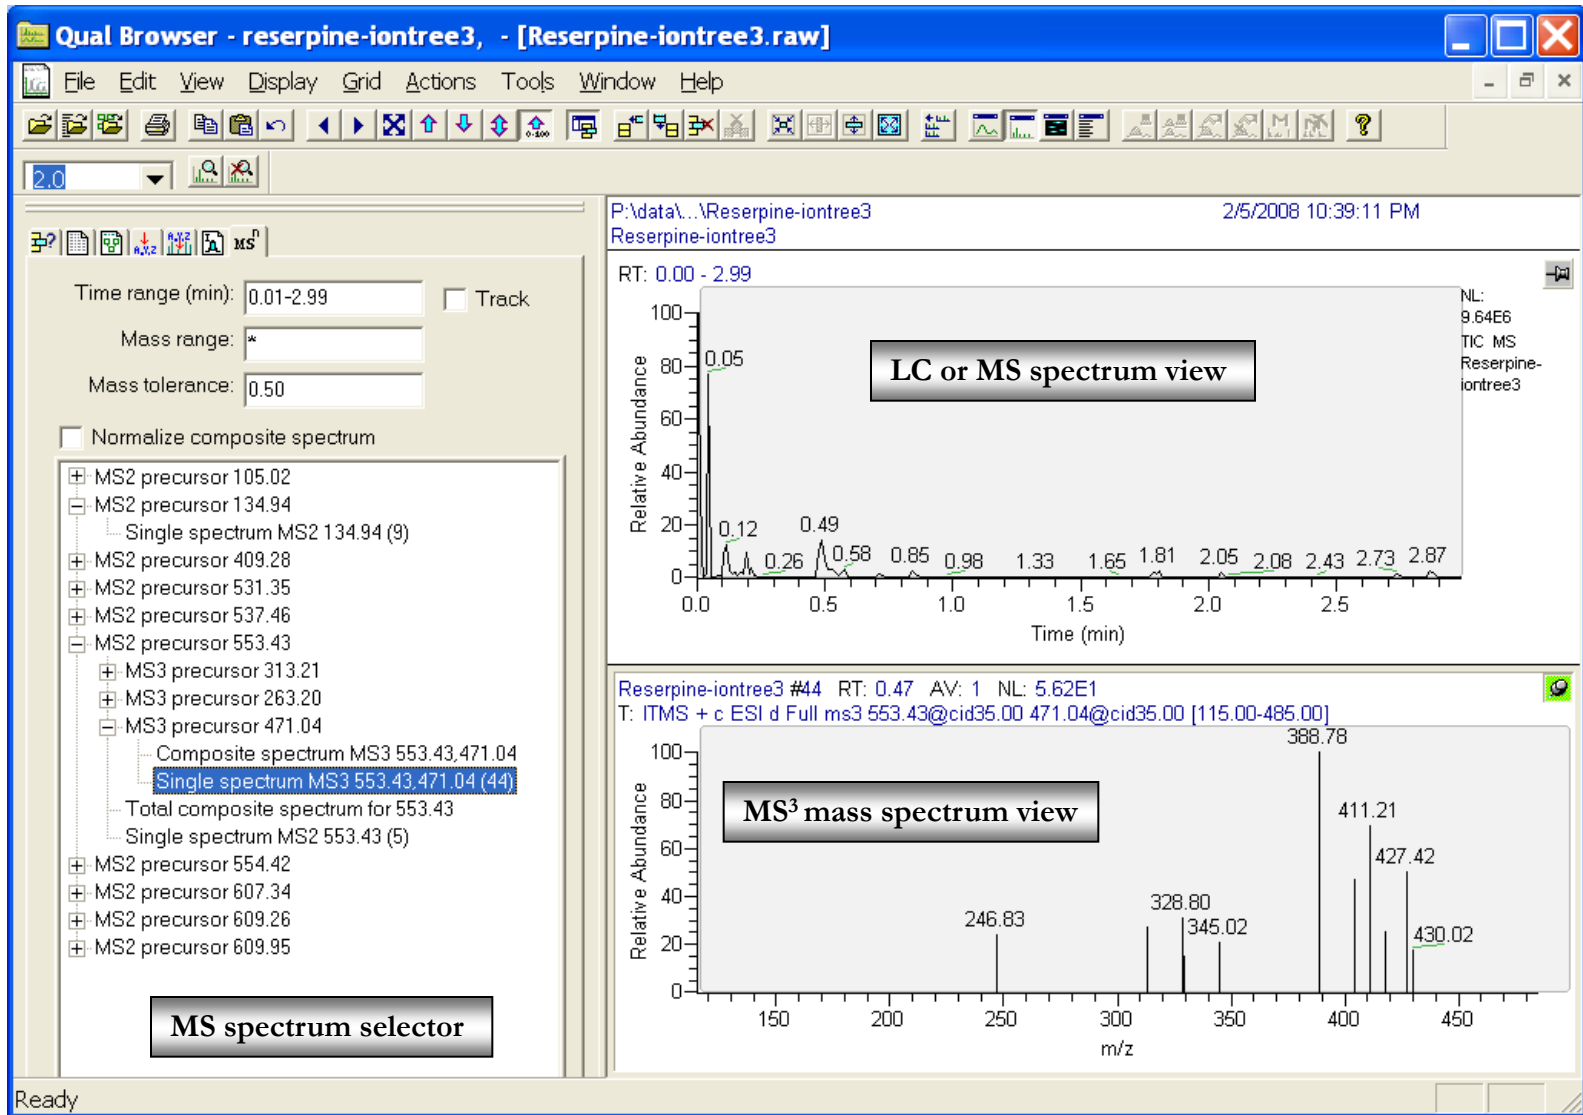 Qual Browser - reserpine-iontree3,  - [Reserpine-iontree3.raw]
File Edit View Display Grid Actions Tools Window Help
2.0
MSn
Time range (min): 0.01-2.99 Track
Mass range: *
Mass tolerance: 0.50
Normalize composite spectrum
MS2 precursor 105.02
MS2 precursor 134.94
Single spectrum MS2 134.94 (9)
MS2 precursor 409.28
MS2 precursor 531.35
MS2 precursor 537.46
MS2 precursor 553.43
MS3 precursor 313.21
MS3 precursor 263.20
MS3 precursor 471.04
Composite spectrum MS3 553.43,471.04
Single spectrum MS3 553.43,471.04 (44)
Total composite spectrum for 553.43
Single spectrum MS2 553.43 (5)
MS2 precursor 554.42
MS2 precursor 607.34
MS2 precursor 609.26
MS2 precursor 609.95
MS spectrum selector
P:\data\...\Reserpine-iontree3 2/5/2008 10:39:11 PM
Reserpine-iontree3
RT: 0.00 - 2.99
NL:
9.64E6
TIC MS
Reserpine-
iontree3
LC or MS spectrum view
Relative Abundance
100
80
60
40
20
0
0.05
0.12
0.26
0.49
0.58
0.85
0.98
1.33
1.65
1.81
2.05
2.08
2.43
2.73
2.87
0.0 0.5 1.0 1.5 2.0 2.5
Time (min)
Reserpine-iontree3 #44 RT: 0.47 AV: 1 NL: 5.62E1
T: ITMS + c ESI d Full ms3 553.43@cid35.00 471.04@cid35.00 [115.00-485.00]
MS3 mass spectrum view
Relative Abundance
100
80
60
40
20
0
246.83
328.80
345.02
388.78
411.21
427.42
430.02
150 200 250 300 350 400 450
m/z
Ready